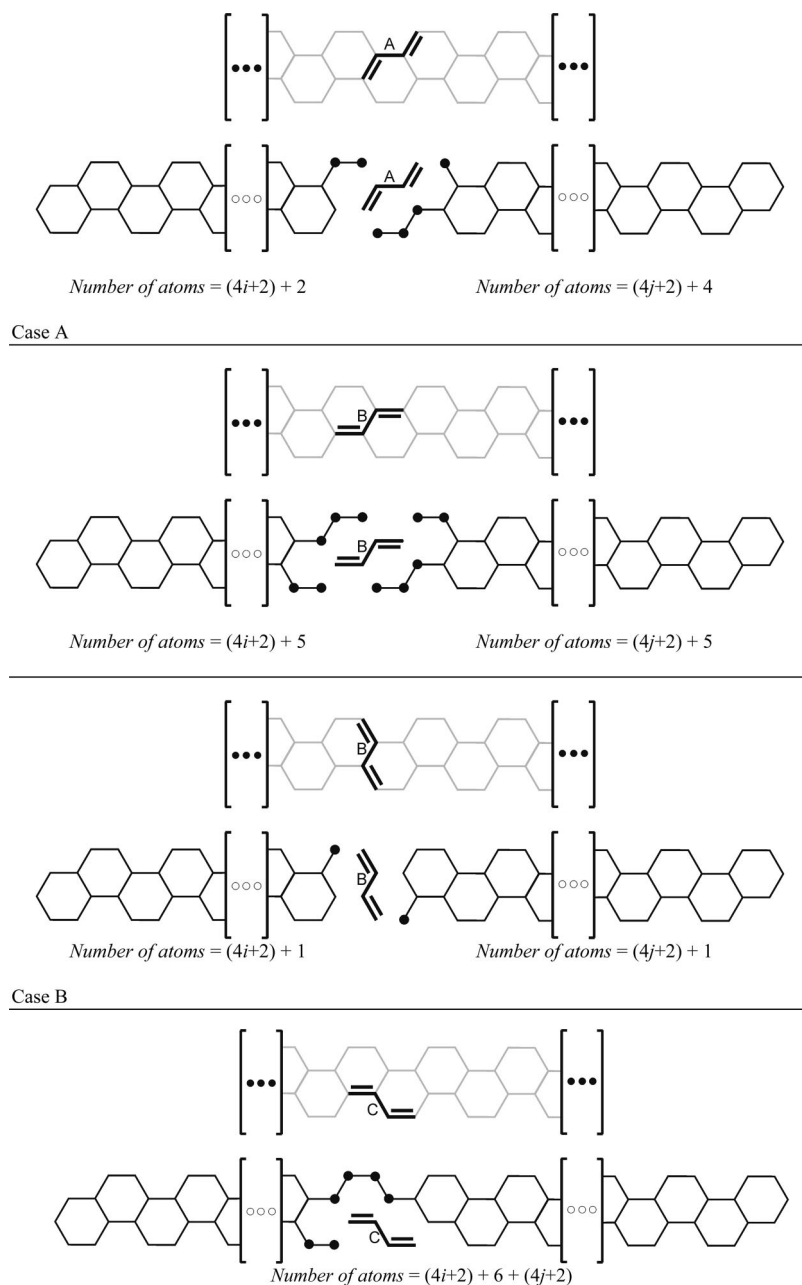 A
A
Number of atoms = (4i+2) + 2 Number of atoms = (4j+2) + 4
Case A
B
B
Number of atoms = (4i+2) + 5 Number of atoms = (4j+2) + 5
B
B
Number of atoms = (4i+2) + 1 Number of atoms = (4j+2) + 1
Case B
C
C
Number of atoms = (4i+2) + 6 + (4j+2)